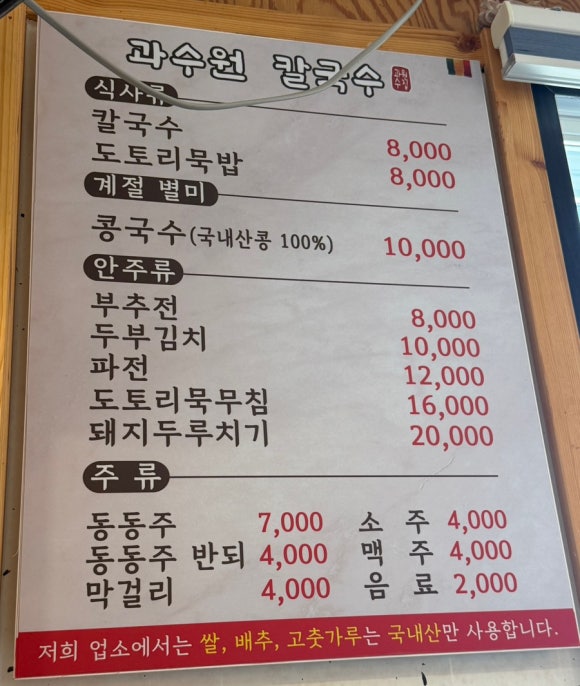 과수원 칼국수
식사류
칼국수 8,000
도토리묵밥 8,000
계절 별미
콩국수(국내산콩 100%) 10,000
안주류
부추전 8,000
두부김치 10,000
파전 12,000
도토리묵무침 16,000
돼지두루치기 20,000
주 류
동동주 7,000 소 주 4,000
동동주 반되 4,000 맥 주 4,000
막걸리 4,000 음 료 2,000
저희 업소에서는 쌀, 배추, 고춧가루는 국내산만 사용합니다.